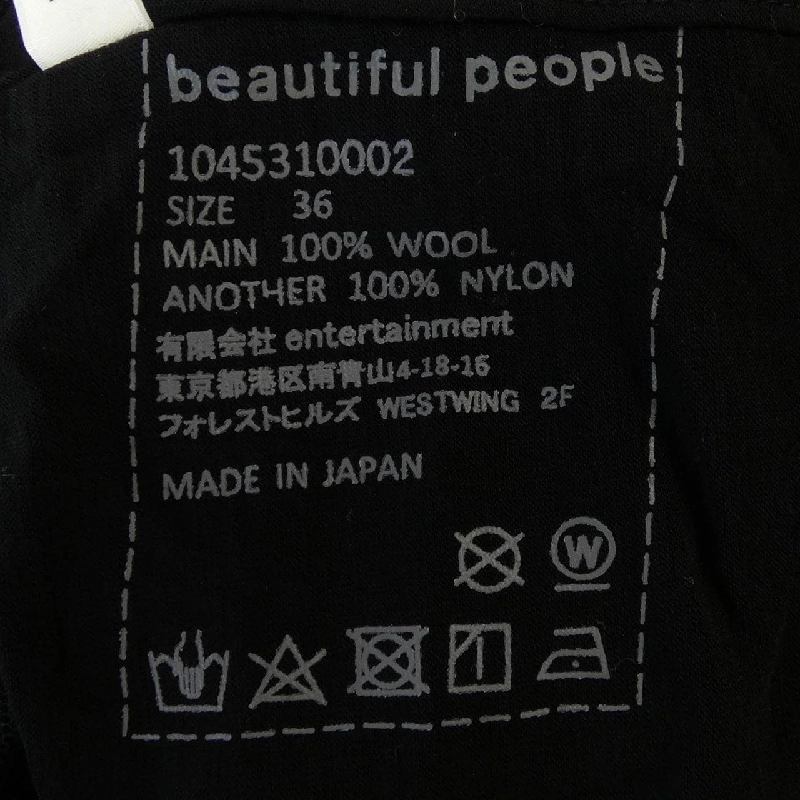 beautiful people
1045310002
SIZE 36
MAIN 100% WOOL
ANOTHER 100% NYLON
有限会社 entertainment
東京都港区南青山4-18-16
フォレストヒルズ WESTWING 2F
MADE IN JAPAN
W